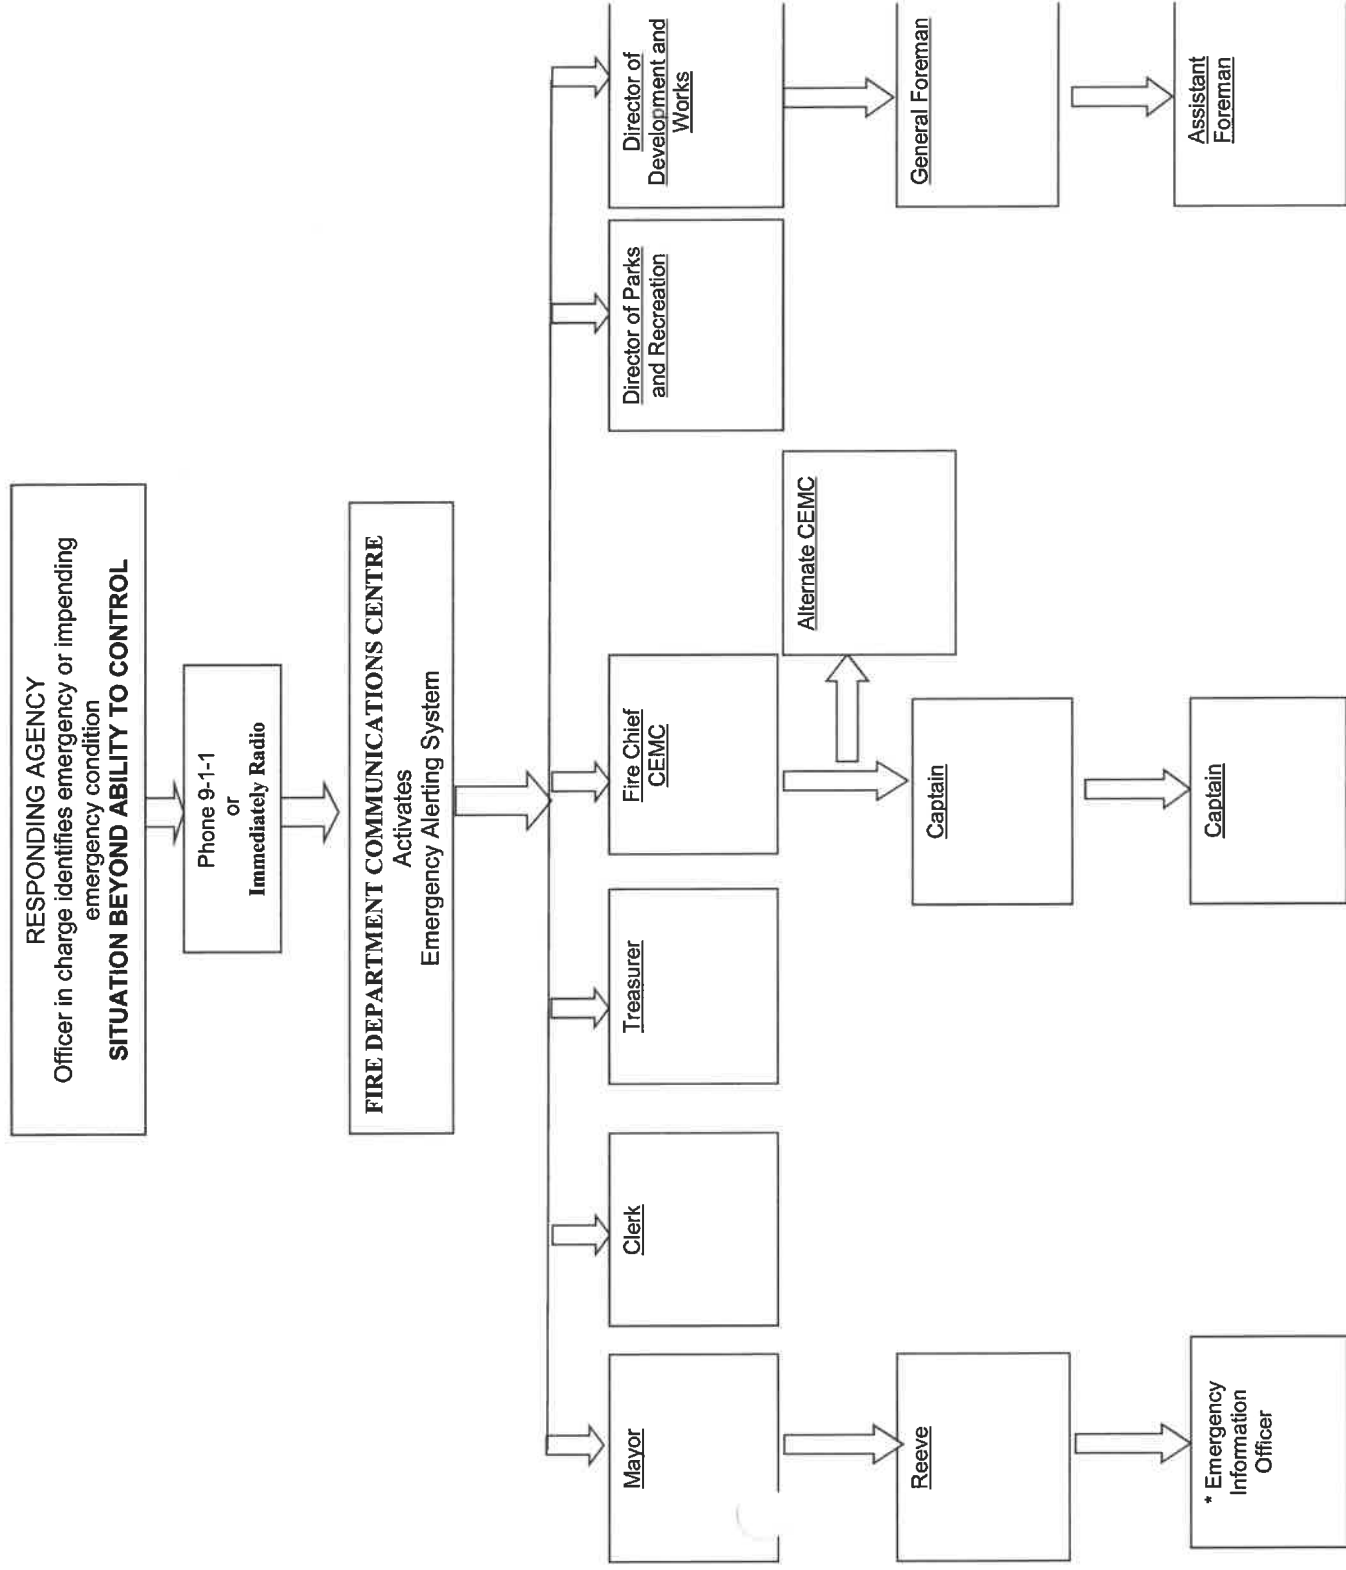 RESPONDING AGENCY
Officer in charge identifies emergency or impending
emergency condition
SITUATION BEYOND ABILITY TO CONTROL
Phone 9-1-1
or
Immediately Radio
FIRE DEPARTMENT COMMUNICATIONS CENTRE
Activates
Emergency Alerting System
Mayor
Clerk
Treasurer
Fire Chief
CEMC
Director of Parks
and Recreation
Director of
Development and
Works
Alternate CEMC
Reeve
Captain
General Foreman
* Emergency
Information
Officer
Captain
Assistant
Foreman